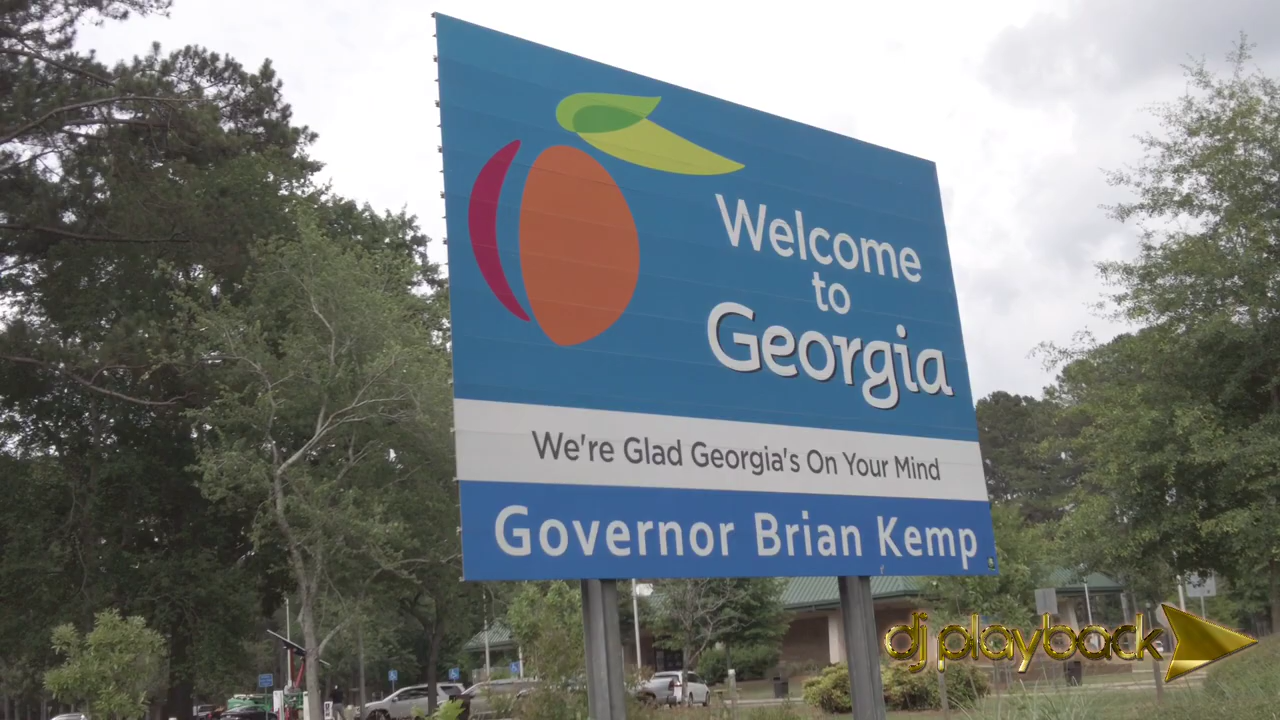 Welcome
to
Georgia
We're Glad Georgia's On Your Mind
Governor Brian Kemp
dj playback